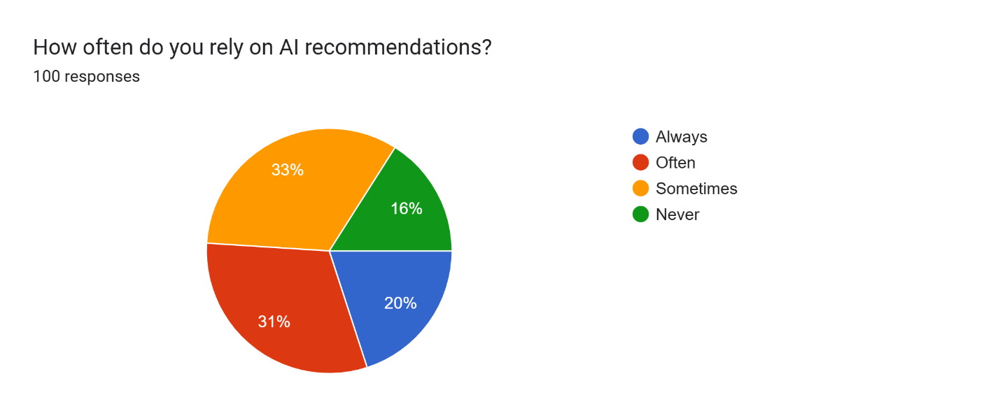 How often do you rely on AI recommendations?
100 responses
33%
16%
20%
31%
Always
Often
Sometimes
Never